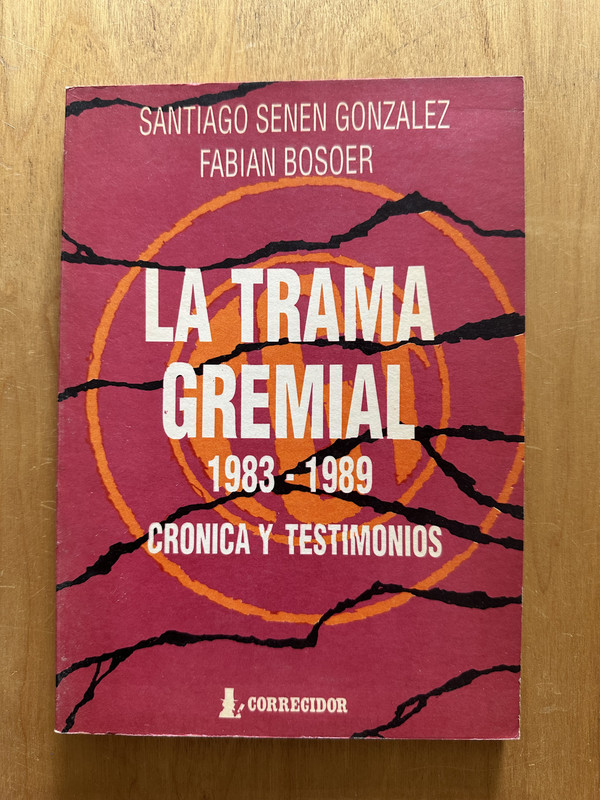 SANTIAGO SENEN GONZALEZ
FABIAN BOSOER
LA TRAMA
GREMIAL
1983 - 1989
CRONICA Y TESTIMONIOS
CORREGIDOR